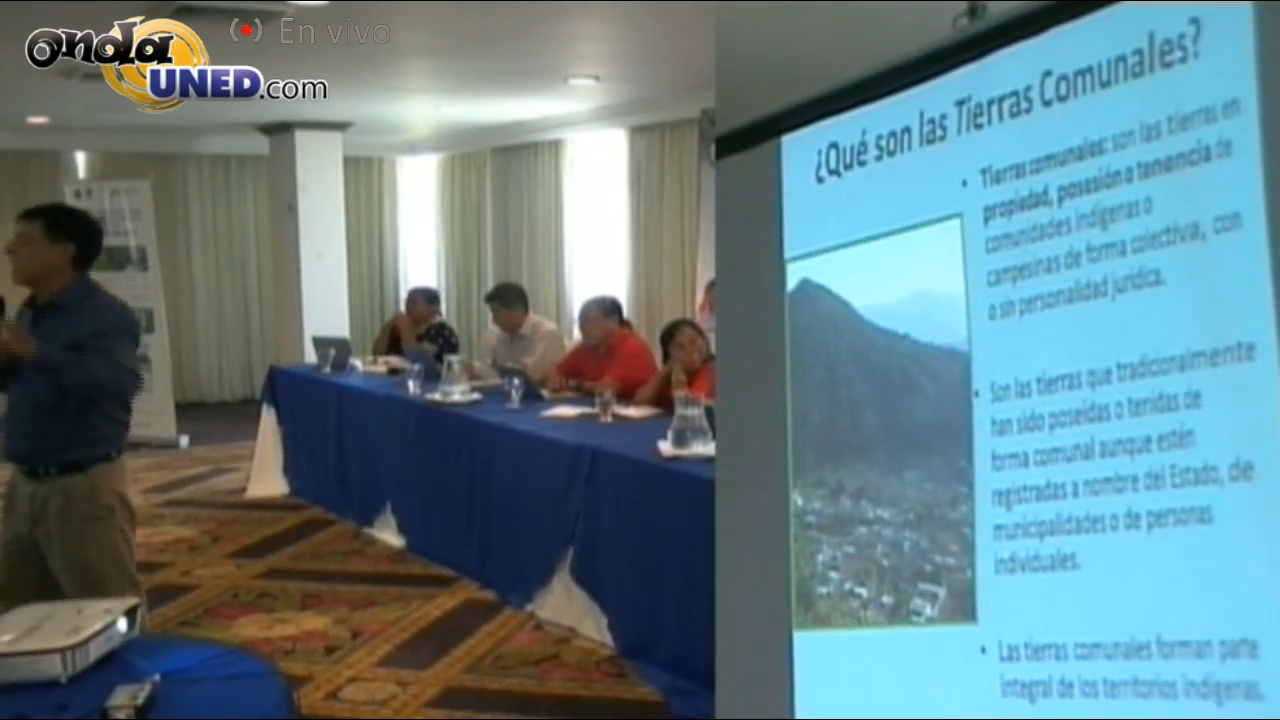 onda
UNED.com
(•) En vivo
¿Qué son las Tierras Comunales?
• Tierras comunales: son las tierras en
propiedad, posesión o tenencia de
comunidades indígenas o
campesinas de forma colectiva, con
o sin personalidad jurídica.
• Son las tierras que tradicionalmente
han sido poseídas o tenidas de
forma comunal aunque estén
registradas a nombre del Estado, de
municipalidades o de personas
individuales.
• Las tierras comunales forman parte
integral de los territorios indígenas.